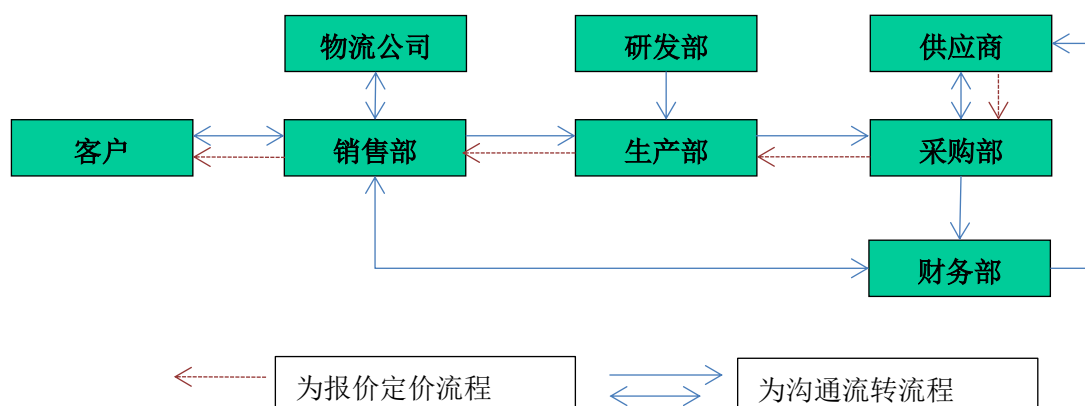 物流公司
研发部
供应商
客户
销售部
生产部
采购部
财务部
为报价定价流程
为沟通流转流程